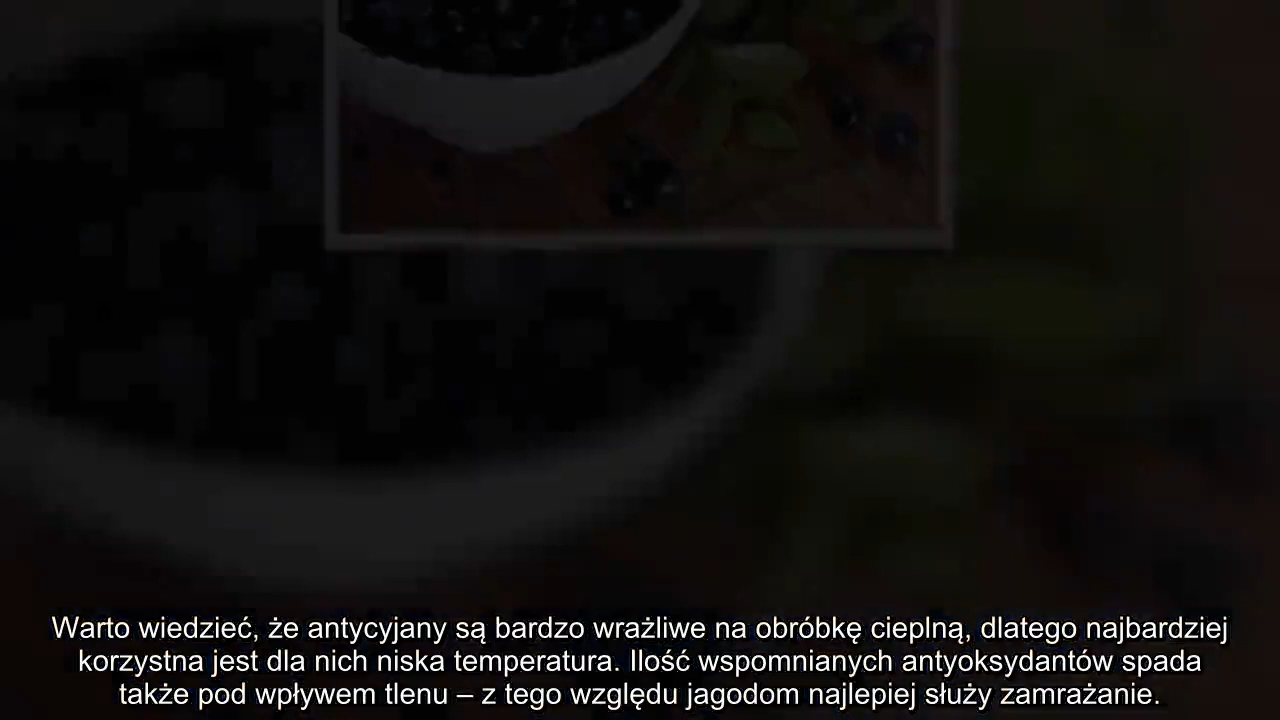 Warto wiedzieć, że antycyjany są bardzo wrażliwe na obróbkę cieplną, dlatego najbardziej
korzystna jest dla nich niska temperatura. Ilość wspomnianych antyoksydantów spada
także pod wpływem tlenu – z tego względu jagodom najlepiej służy zamrażanie.